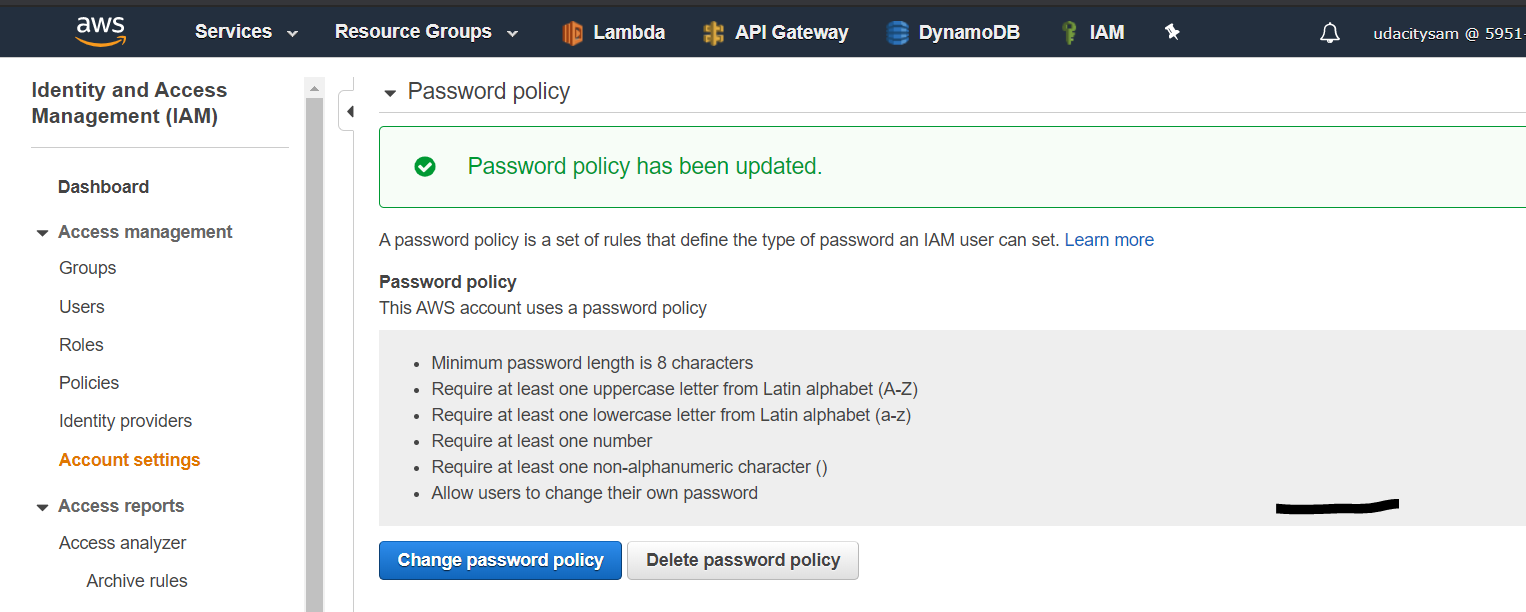 aws
Services Resource Groups Lambda API Gateway DynamoDB IAM udacitysam @ 5951-
Identity and Access
Management (IAM)
Dashboard
Access management
Groups
Users
Roles
Policies
Identity providers
Account settings
Access reports
Access analyzer
Archive rules
Password policy
Password policy has been updated.
A password policy is a set of rules that define the type of password an IAM user can set. Learn more
Password policy
This AWS account uses a password policy
• Minimum password length is 8 characters
• Require at least one uppercase letter from Latin alphabet (A-Z)
• Require at least one lowercase letter from Latin alphabet (a-z)
• Require at least one number
• Require at least one non-alphanumeric character ()
• Allow users to change their own password
Change password policy Delete password policy